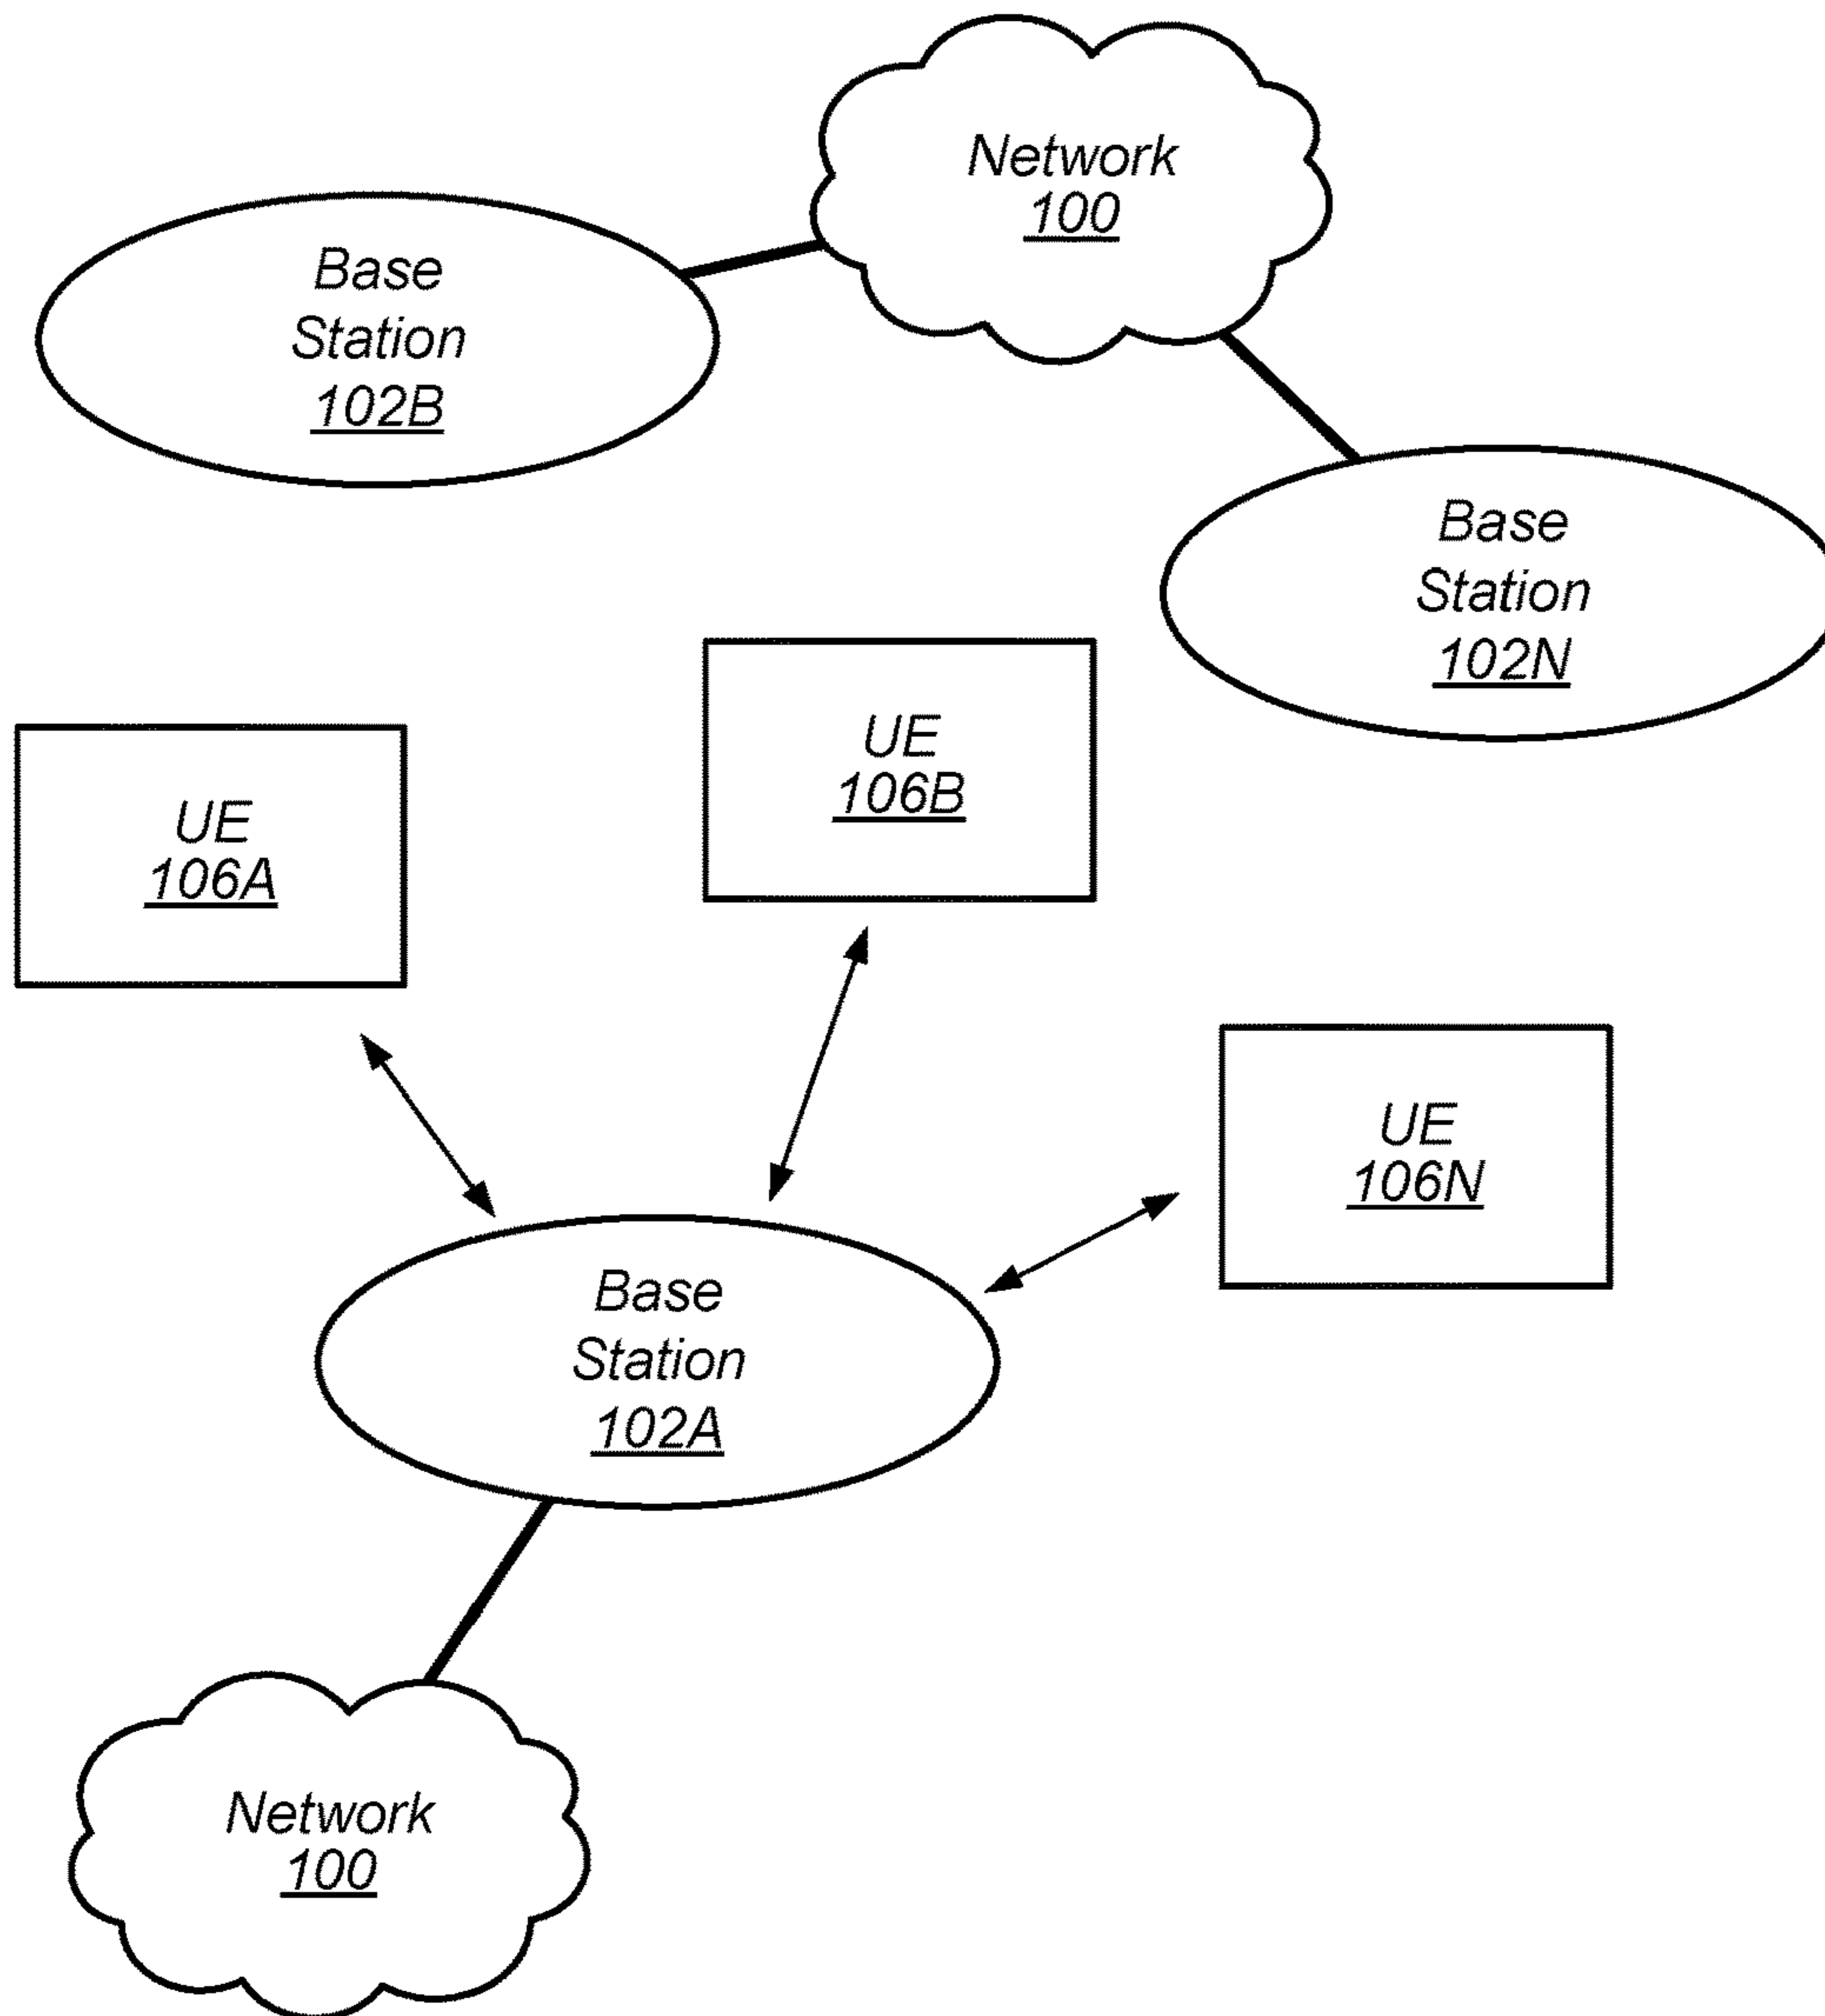 Network
100
Base
Station
102B
Base
Station
102N
UE
106B
UE
106A
UE
106N
Base
Station
102A
Network
100